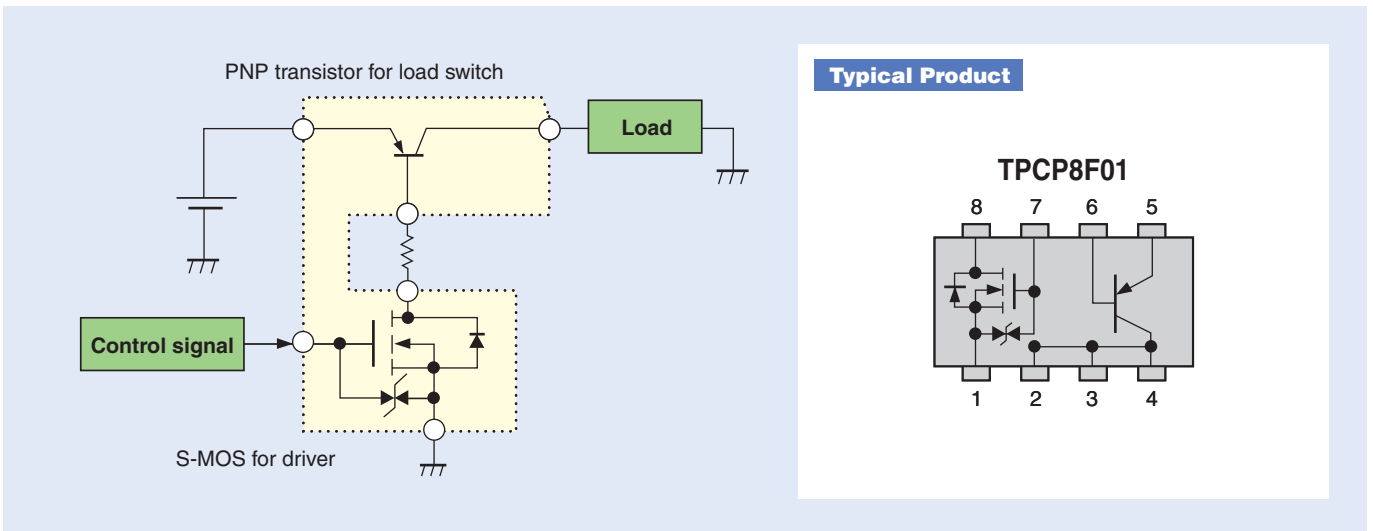 PNP transistor for load switch
Load
Control signal
S-MOS for driver
Typical Product
TPCP8F01
8 7 6 5
1 2 3 4